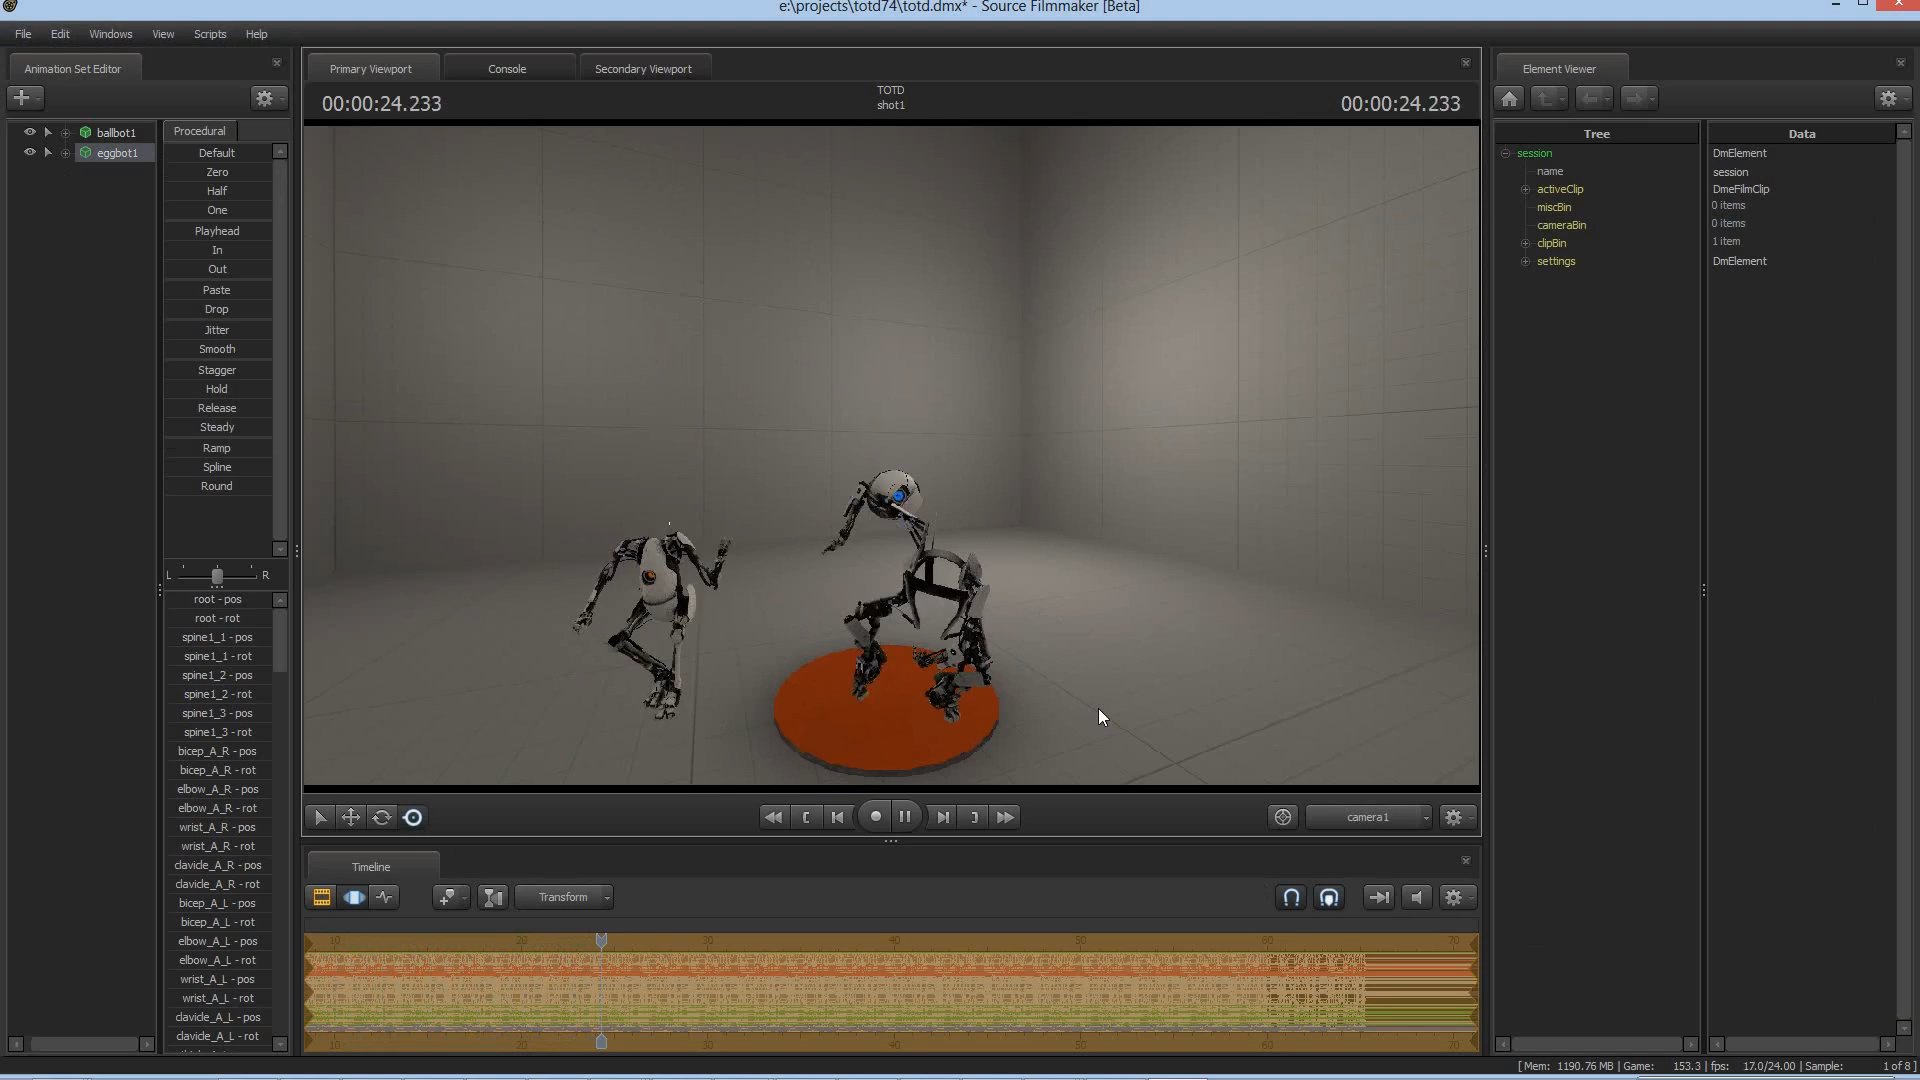 e:\projects\totd74\totd.dmx* - Source Filmmaker [Beta]
File Edit Windows View Scripts Help
Animation Set Editor
ballbot1
eggbot1
Procedural
Default
Zero
Half
One
Playhead
In
Out
Paste
Drop
Jitter
Smooth
Stagger
Hold
Release
Steady
Ramp
Spline
Round
L R
root - pos
root - rot
spine1_1 - pos
spine1_1 - rot
spine1_2 - pos
spine1_2 - rot
spine1_3 - pos
spine1_3 - rot
bicep_A_R - pos
bicep_A_R - rot
elbow_A_R - pos
elbow_A_R - rot
wrist_A_R - pos
wrist_A_R - rot
clavicle_A_R - pos
clavicle_A_R - rot
bicep_A_L - pos
bicep_A_L - rot
elbow_A_L - pos
elbow_A_L - rot
wrist_A_L - pos
wrist_A_L - rot
clavicle_A_L - pos
clavicle_A_L - rot
Primary Viewport Console Secondary Viewport
00:00:24.233
TOTD
shot1
00:00:24.233
camera1
Timeline
Transform
10 20 30 40 50 60 70
10 20 30 40 50 60 70
Element Viewer
Tree Data
session DmElement
name session
activeClip DmeFilmClip
miscBin 0 items
cameraBin 0 items
clipBin 1 item
settings DmElement
[ Mem: 1190.76 MB | Game: 153.3 | fps: 17.0/24.00 | Sample: 1 of 8 ]